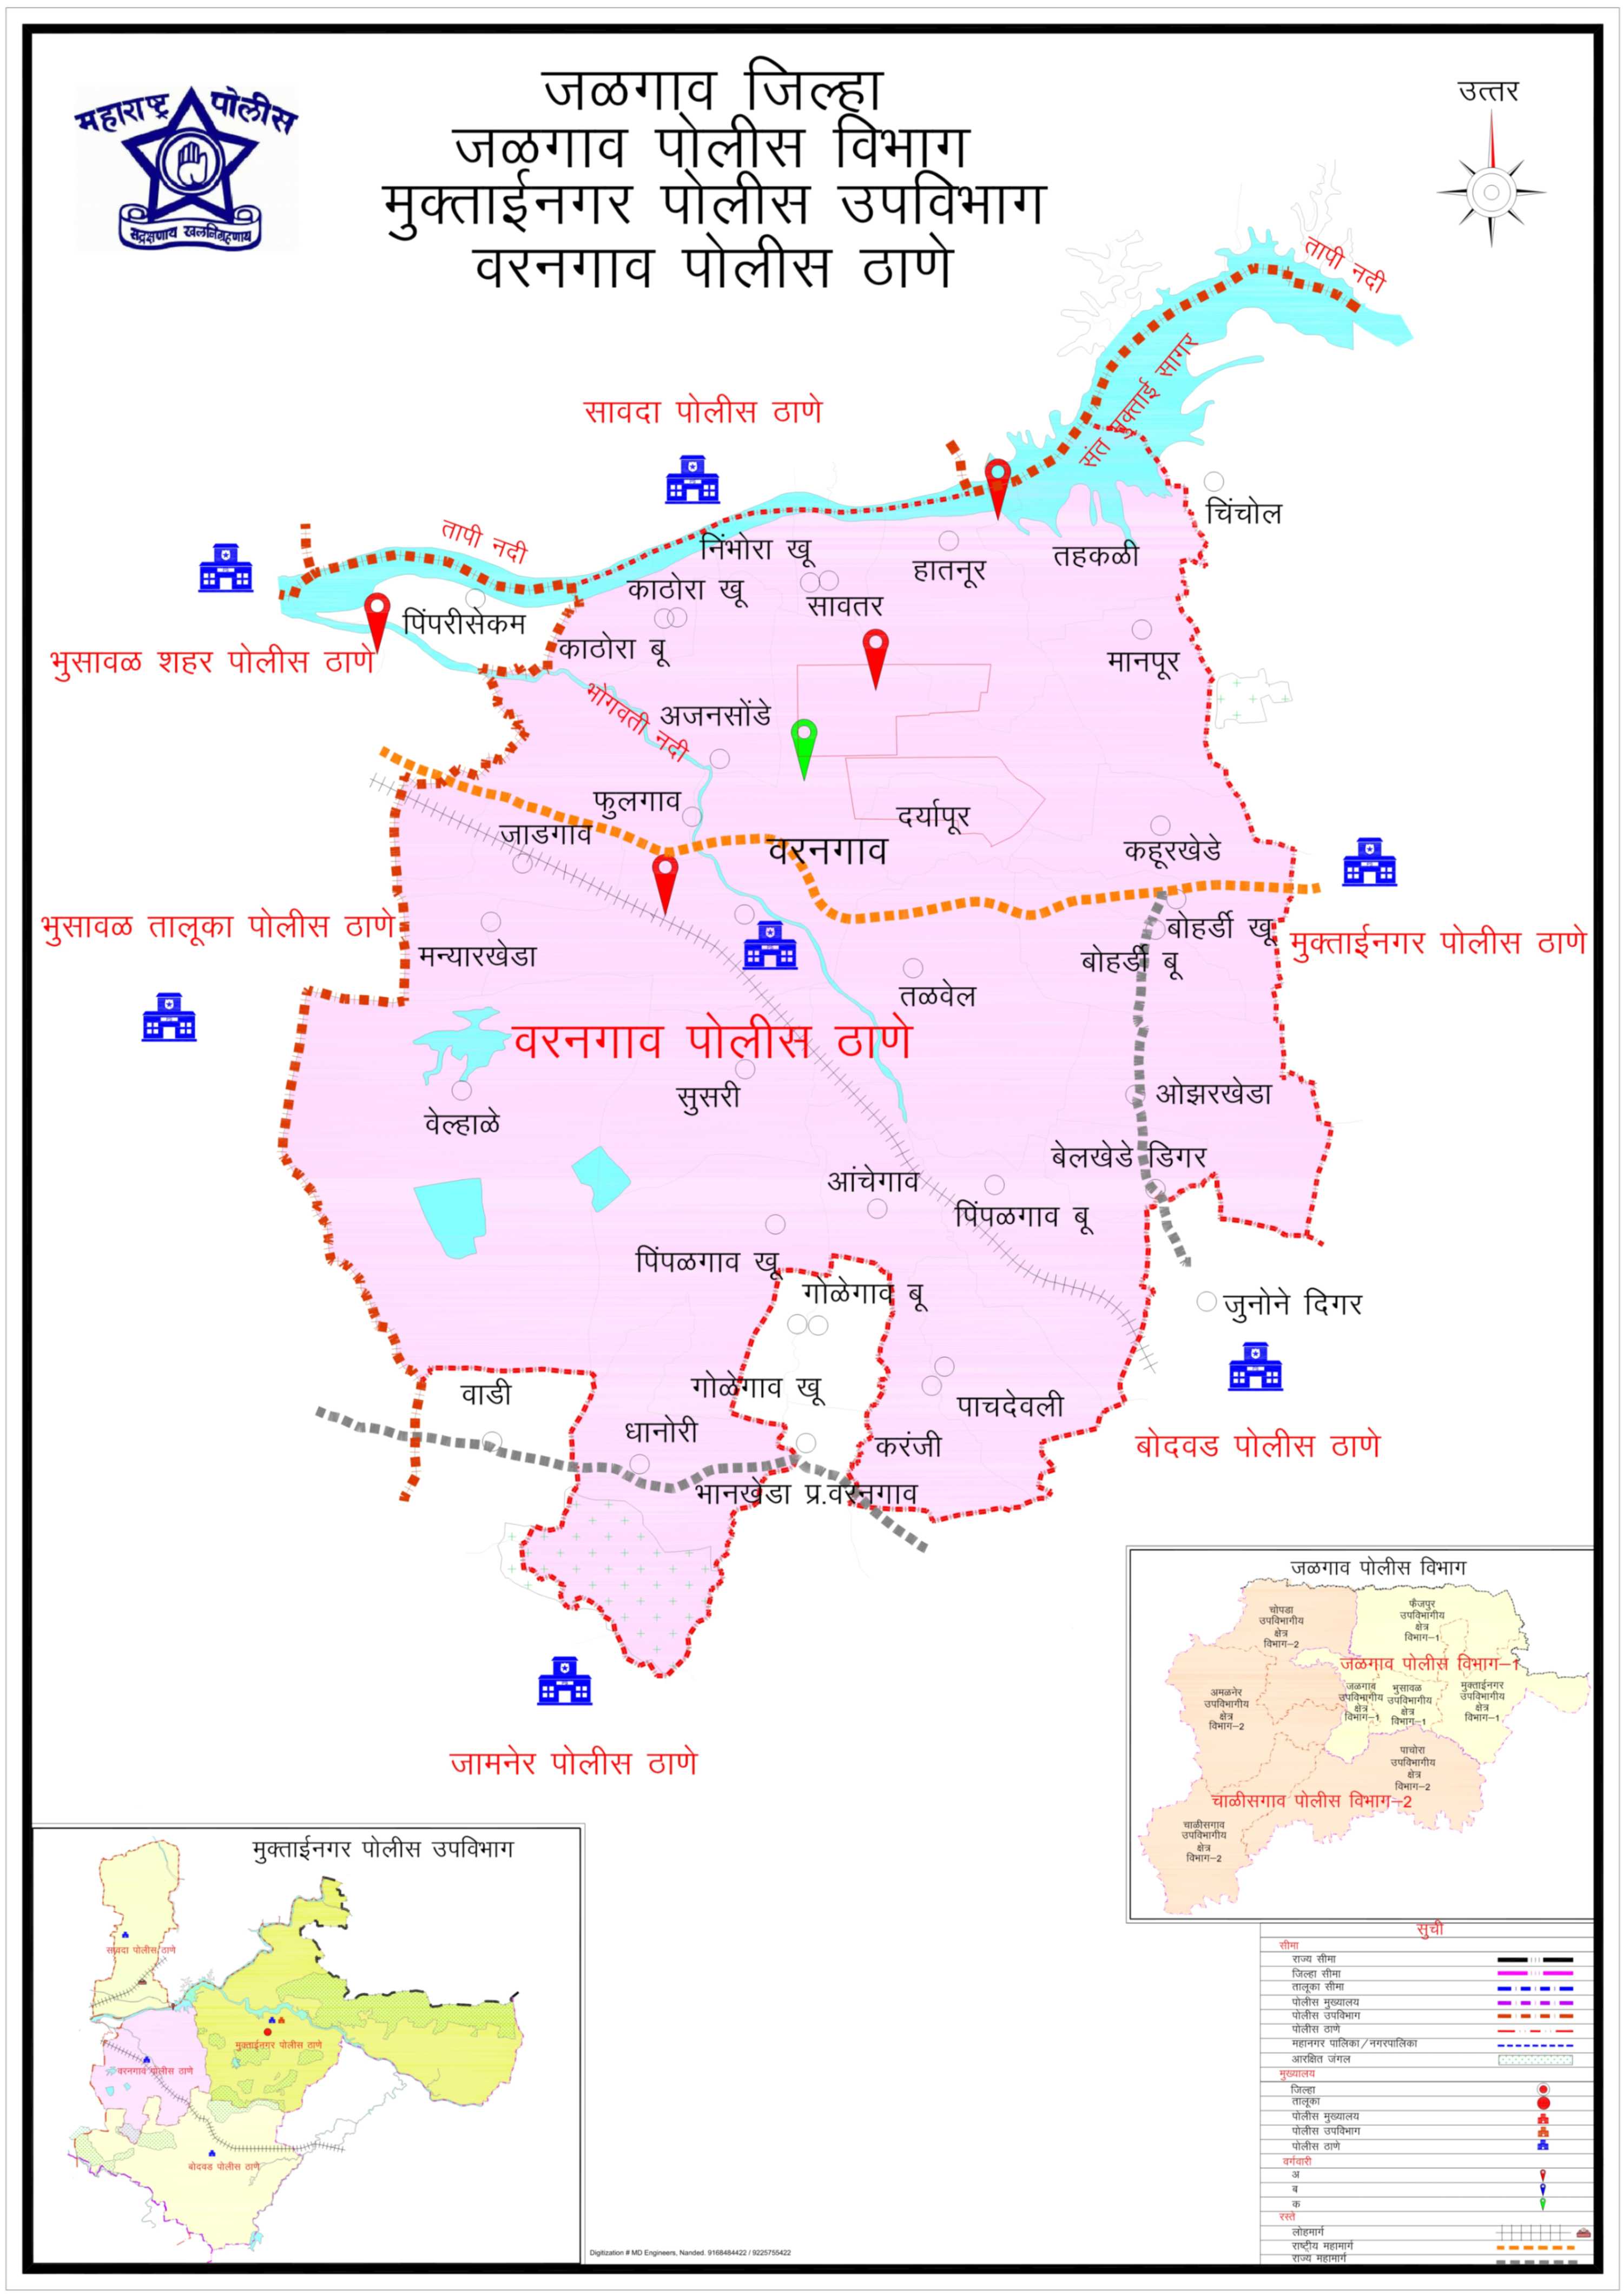 महाराष्ट्र पोलीस
सद्रक्षणाय खलनिग्रहणाय
जळगाव जिल्हा
जळगाव पोलीस विभाग
मुक्ताईनगर पोलीस उपविभाग
वरनगाव पोलीस ठाणे
उत्तर
तापी नदी
संत मुक्ताई सागर
सावदा पोलीस ठाणे
चिंचोल
तापी नदी
निंभोरा खू
हातनूर
तहकळी
काठोरा खू
सावतर
पिंपरीसेकम
काठोरा बू
मानपूर
भुसावळ शहर पोलीस ठाणे
भोगवती नदी
अजनसोंडे
फुलगाव
दर्यापूर
जाडगाव
वरनगाव
कहूरखेडे
भुसावळ तालूका पोलीस ठाणे
बोहर्डी खू
मुक्ताईनगर पोलीस ठाणे
मन्यारखेडा
बोहर्डी बू
तळवेल
वरनगाव पोलीस ठाणे
सुसरी
ओझरखेडा
वेल्हाळे
बेलखेडे डिगर
आंचेगाव
पिंपळगाव बू
पिंपळगाव खू
गोळेगाव बू
जुनोने दिगर
वाडी
गोळेगाव खू
पाचदेवली
धानोरी
करंजी
बोदवड पोलीस ठाणे
भानखेडा प्र.वरनगाव
जामनेर पोलीस ठाणे
जळगाव पोलीस विभाग
चोपडा
उपविभागीय
क्षेत्र
विभाग–2
फैजपुर
उपविभागीय
क्षेत्र
विभाग–1
जळगाव पोलीस विभाग–1
अमळनेर
उपविभागीय
क्षेत्र
विभाग–2
जळगाव
उपविभागीय
क्षेत्र
विभाग–1
भुसावळ
उपविभागीय
क्षेत्र
विभाग–1
मुक्ताईनगर
उपविभागीय
क्षेत्र
विभाग–1
पाचोरा
उपविभागीय
क्षेत्र
विभाग–2
चाळीसगाव पोलीस विभाग–2
चाळीसगाव
उपविभागीय
क्षेत्र
विभाग–2
मुक्ताईनगर पोलीस उपविभाग
सावदा पोलीस ठाणे
मुक्ताईनगर पोलीस ठाणे
वरनगाव पोलीस ठाणे
बोदवड पोलीस ठाणे
सुची
सीमा
राज्य सीमा
जिल्हा सीमा
तालूका सीमा
पोलीस मुख्यालय
पोलीस उपविभाग
पोलीस ठाणे
महानगर पालिका/नगरपालिका
आरक्षित जंगल
मुख्यालय
जिल्हा
तालूका
पोलीस मुख्यालय
पोलीस उपविभाग
पोलीस ठाणे
वर्गवारी
अ
ब
क
रस्ते
लोहमार्ग
राष्ट्रीय महामार्ग
राज्य महामार्ग
Digitization # MD Engineers, Nanded. 9168484422 / 9225755422